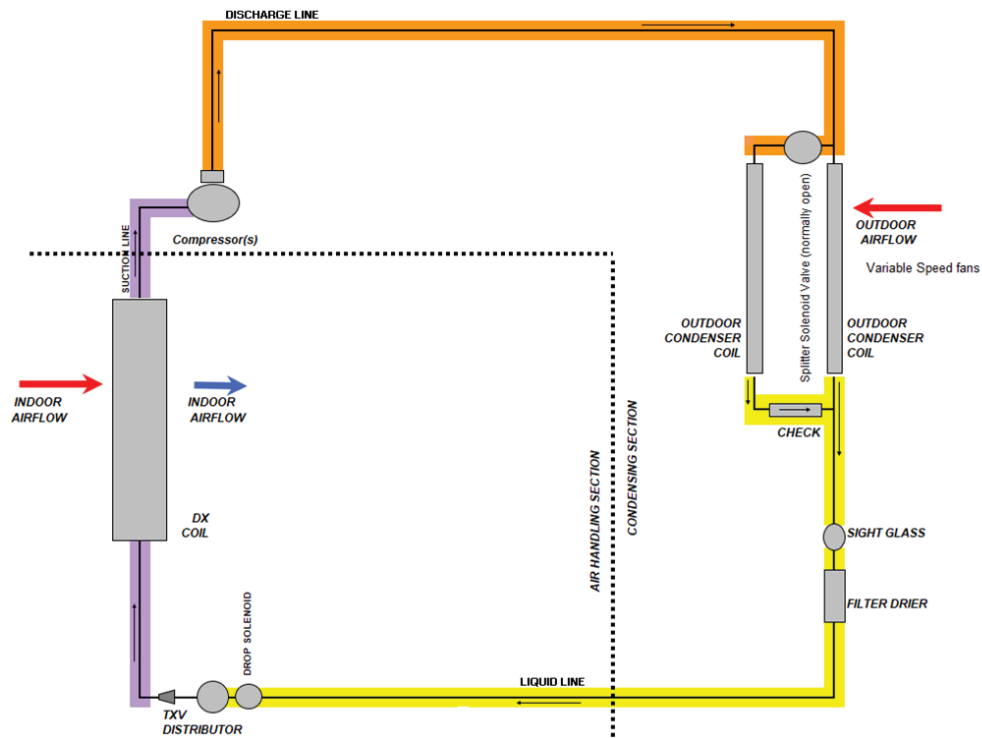 DISCHARGE LINE
Compressor(s)
SUCTION LINE
Splitter Solenoid Valve (normally open)
OUTDOOR
AIRFLOW
Variable Speed fans
OUTDOOR
CONDENSER
COIL
OUTDOOR
CONDENSER
COIL
INDOOR
AIRFLOW
INDOOR
AIRFLOW
CHECK
DX
COIL
AIR HANDLING SECTION
CONDENSING SECTION
SIGHT GLASS
FILTER DRIER
DROP SOLENOID
LIQUID LINE
TXV
DISTRIBUTOR